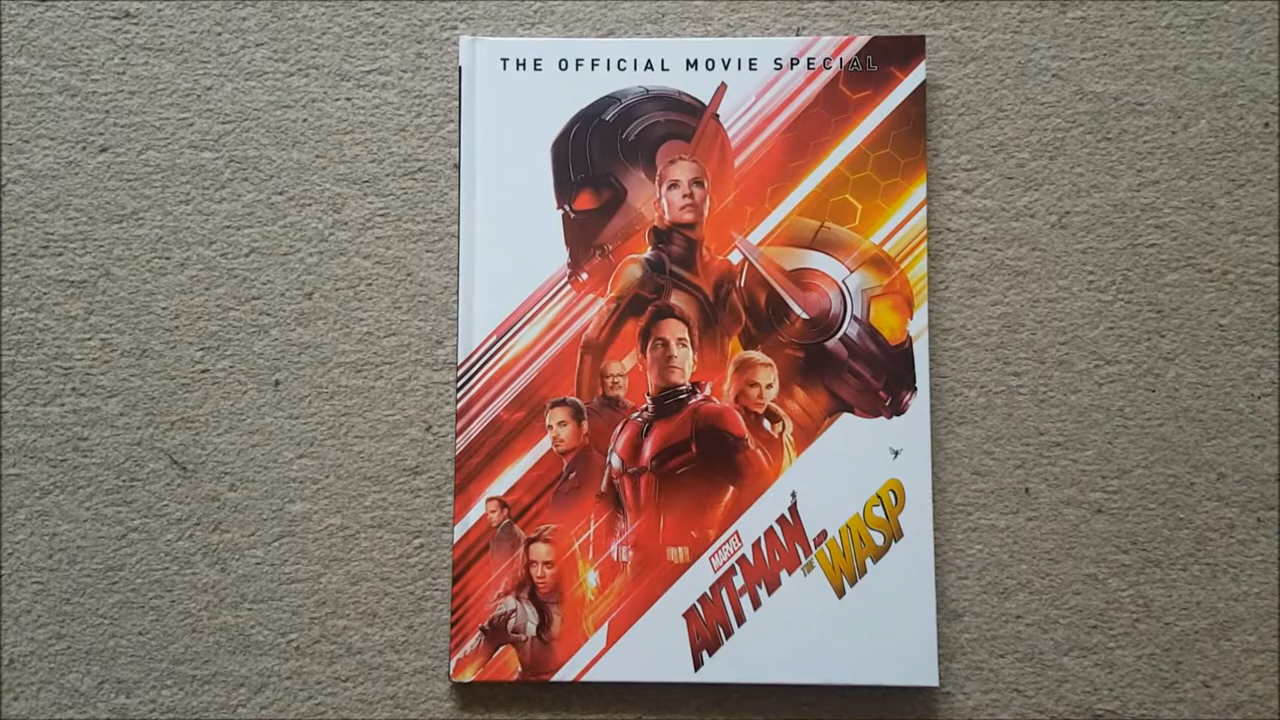 THE OFFICIAL MOVIE SPECIAL
MARVEL
ANT-MAN
AND
THE
WASP